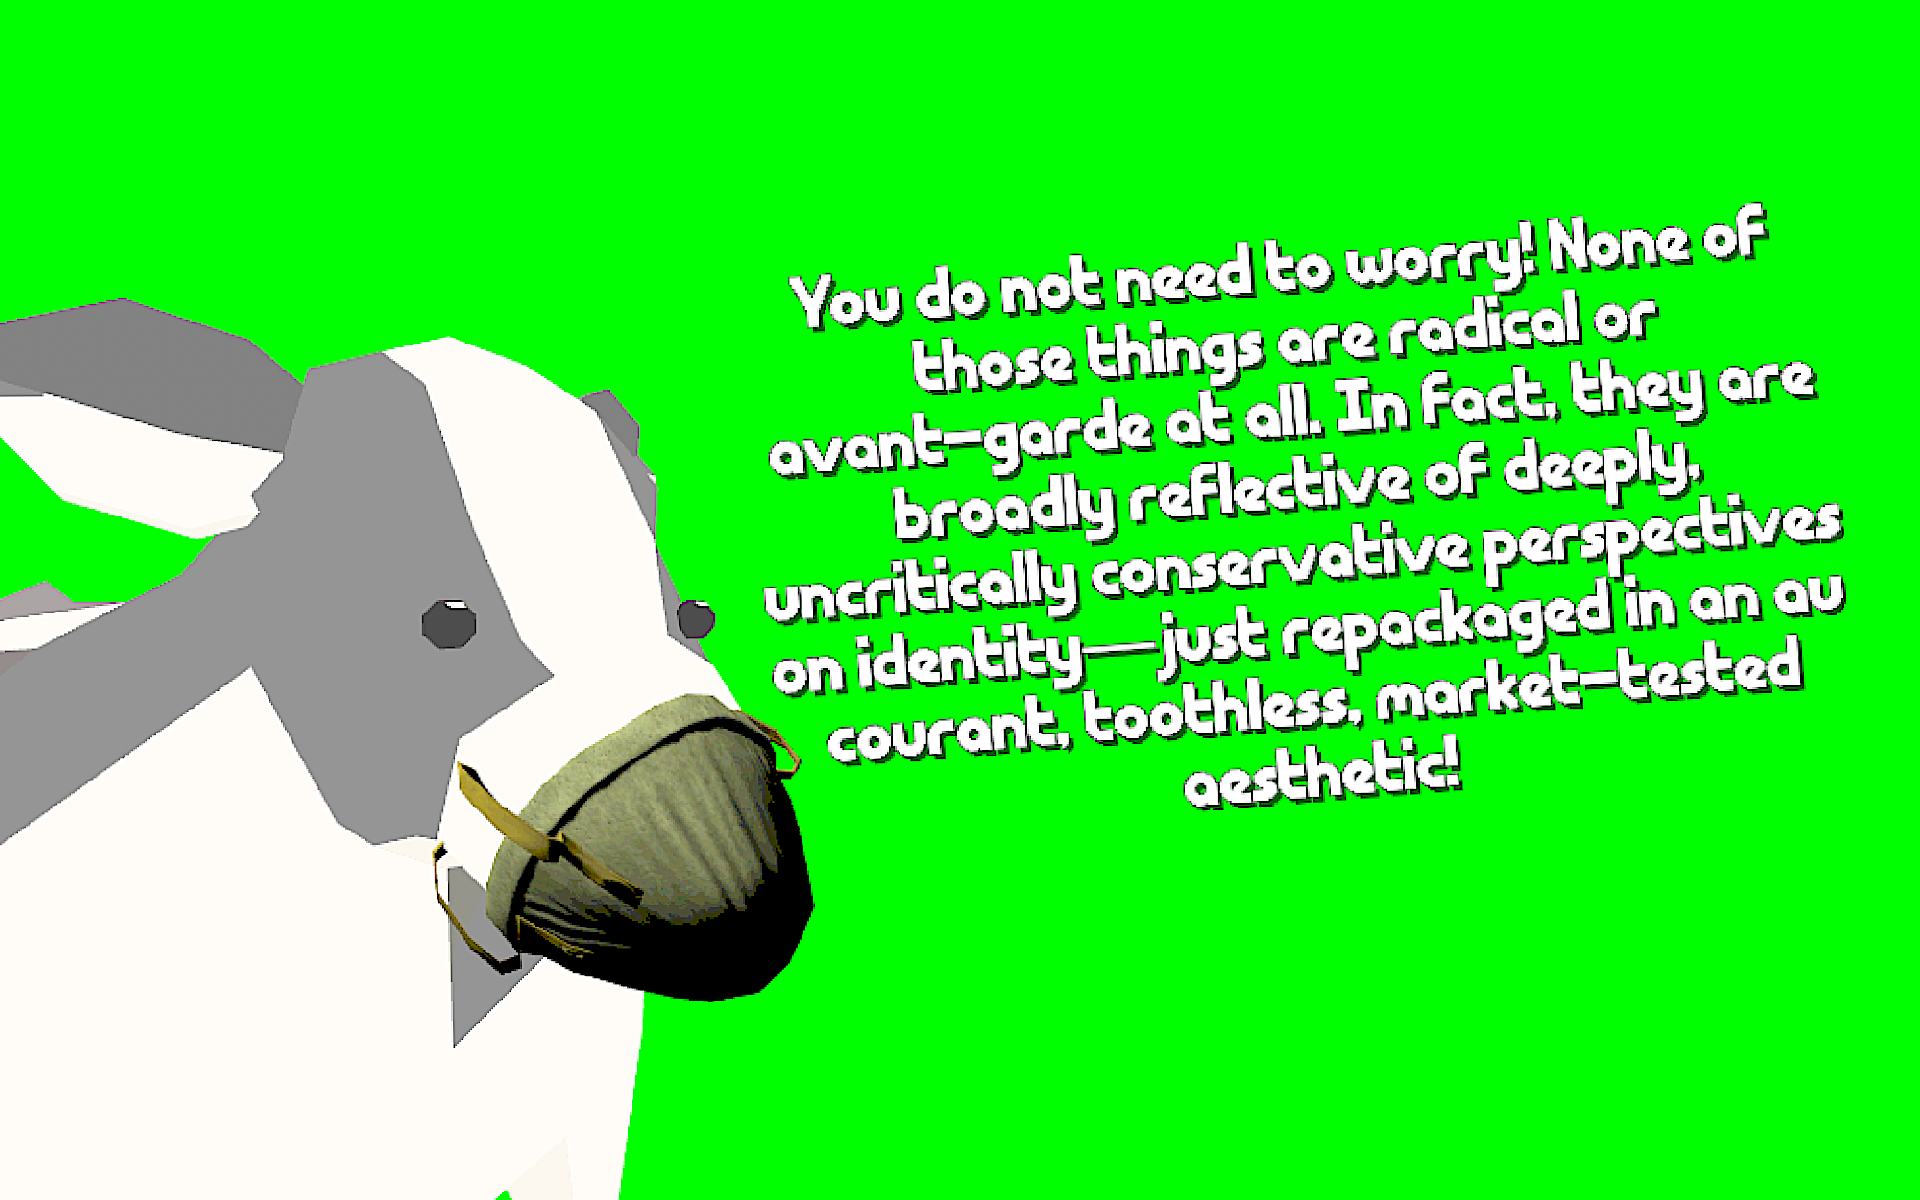 You do not need to worry! None of
those things are radical or
avant-garde at all. In fact, they are
broadly reflective of deeply,
uncritically conservative perspectives
on identity—just repackaged in an au
courant, toothless, market-tested
aesthetic!